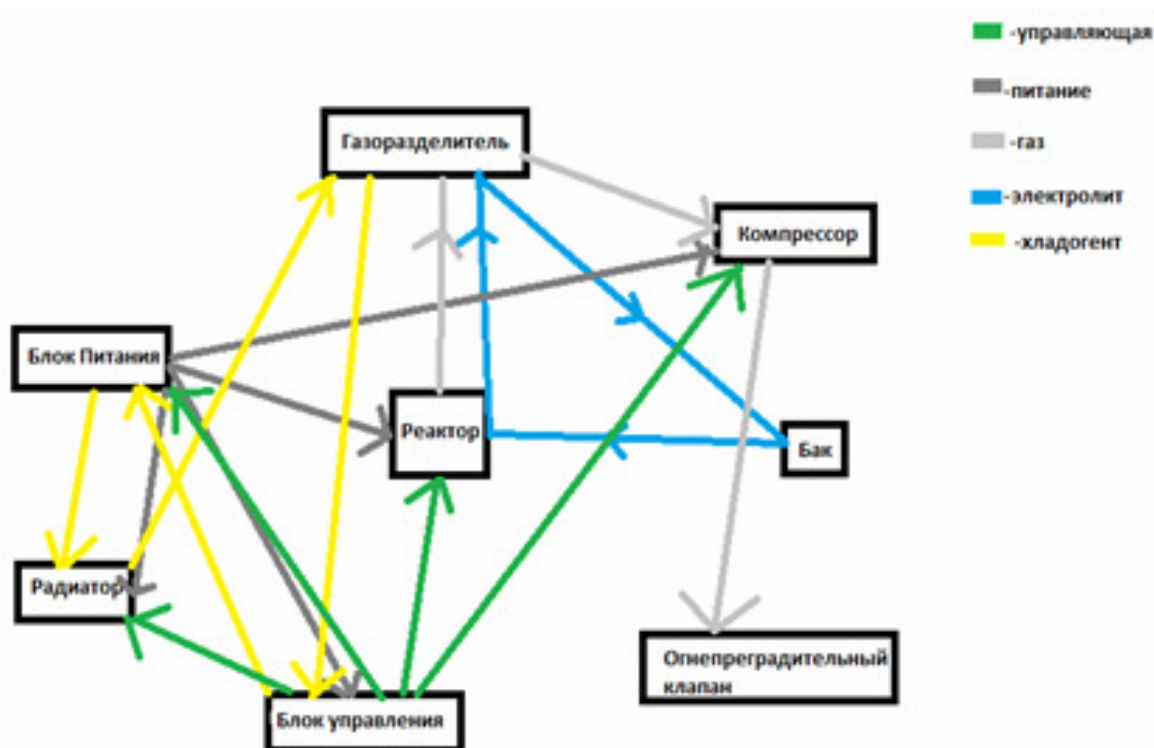 -управляющая
-питание
-газ
-электролит
-хладогент
Газоразделитель
Компрессор
Блок Питания
Реактор
Бак
Радиатор
Огнепреградительный
клапан
Блок управления